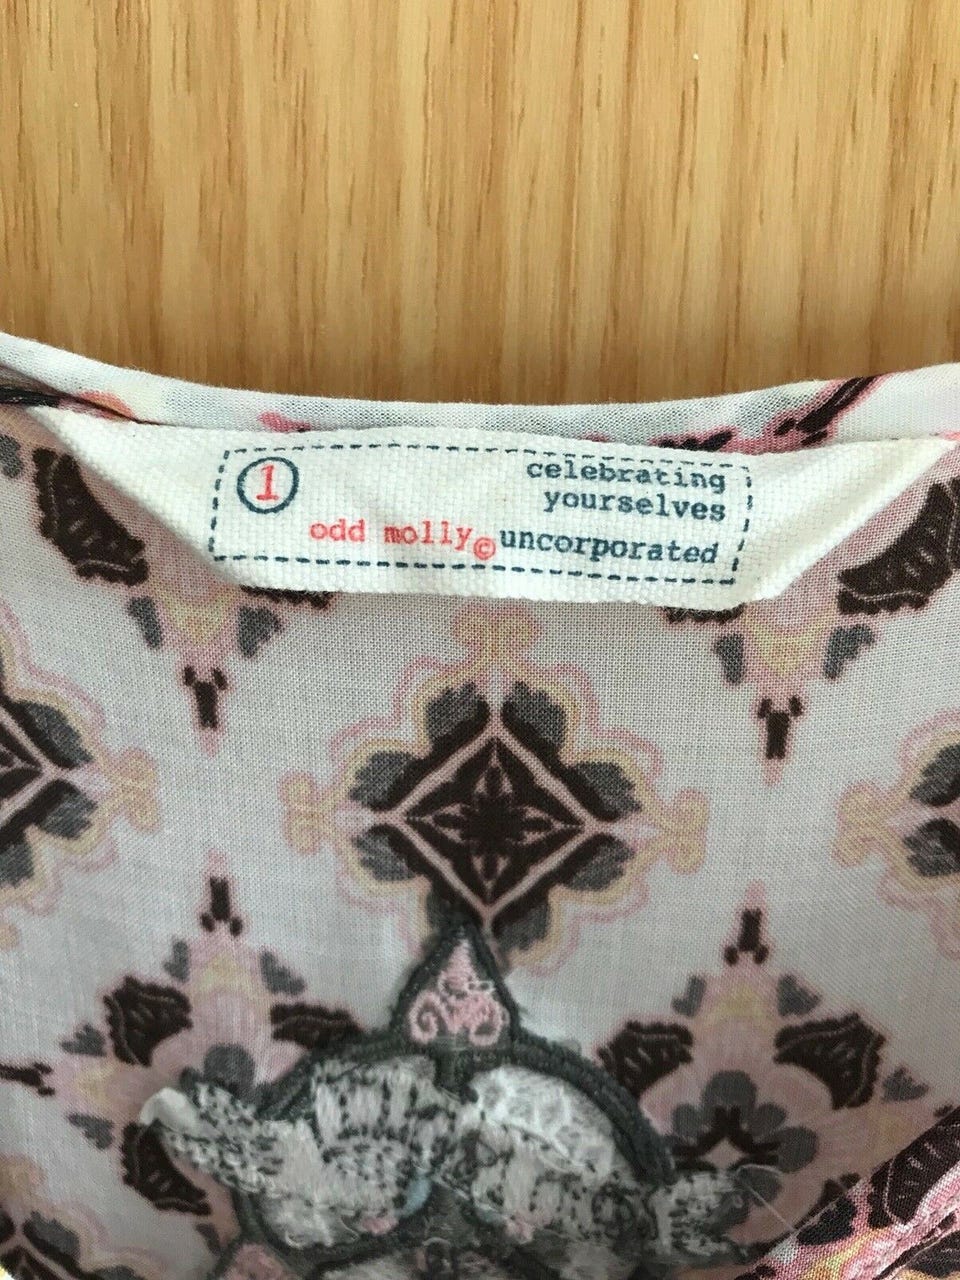 1
celebrating
yourselves
odd molly© uncorporated